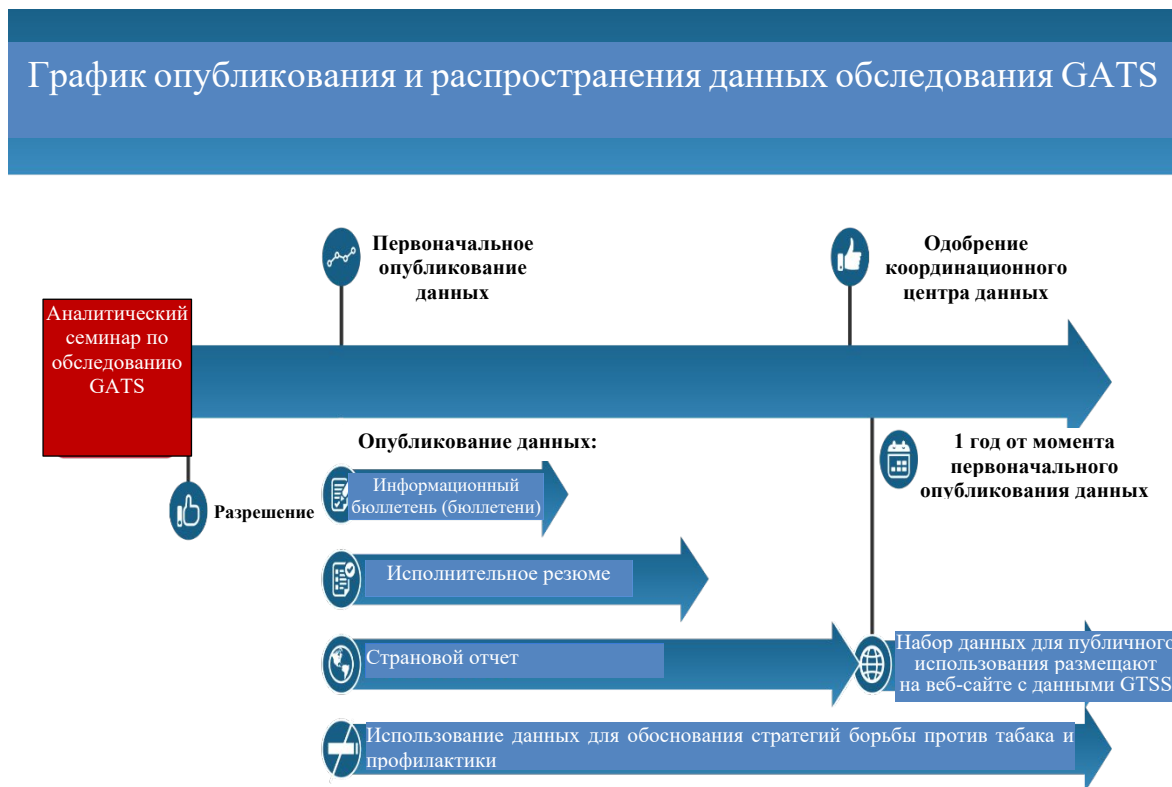 График опубликования и распространения данных обследования GATS
Первоначальное
опубликование
данных
Одобрение
координационного
центра данных
Аналитический
семинар по
обследованию
GATS
Опубликование данных:
1 год от момента
первоначального
опубликования данных
Информационный
бюллетень (бюллетени)
Разрешение
Исполнительное резюме
Страновой отчет
Набор данных для публичного
использования размещают
на веб-сайте с данными GTSS
Использование данных для обоснования стратегий борьбы против табака и
профилактики